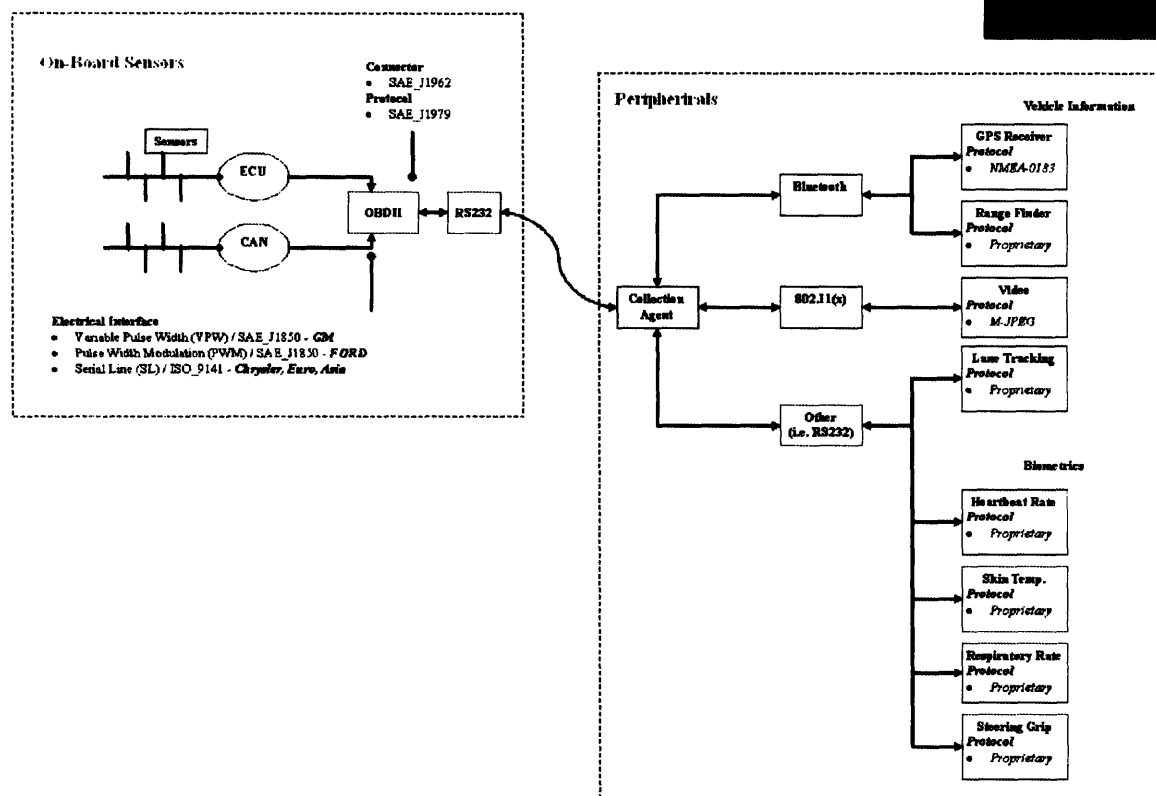 On-Board Sensors
Connector
• SAE_J1962
Protocol
• SAE_J1979
Sensors
ECU
OBDII
RS232
CAN
Electrical Interface
• Variable Pulse Width (VPW) / SAE_J1850 - GM
• Pulse Width Modulation (PWM) / SAE_J1850 - FORD
• Serial Line (SL) / ISO_9141 - Chrysler, Euro, Asia
Peripherirals
Vehicle Information
GPS Receiver
Protocol
• NMEA-0183
Bluetooth
Range Finder
Protocol
• Proprietary
Collection
Agent
802.11(x)
Video
Protocol
• M-JPEG
Lane Tracking
Protocol
• Proprietary
Other
(i.e. RS232)
Biometrics
Heartbeat Rate
Protocol
• Proprietary
Skin Temp.
Protocol
• Proprietary
Respiratory Rate
Protocol
• Proprietary
Steering Grip
Protocol
• Proprietary